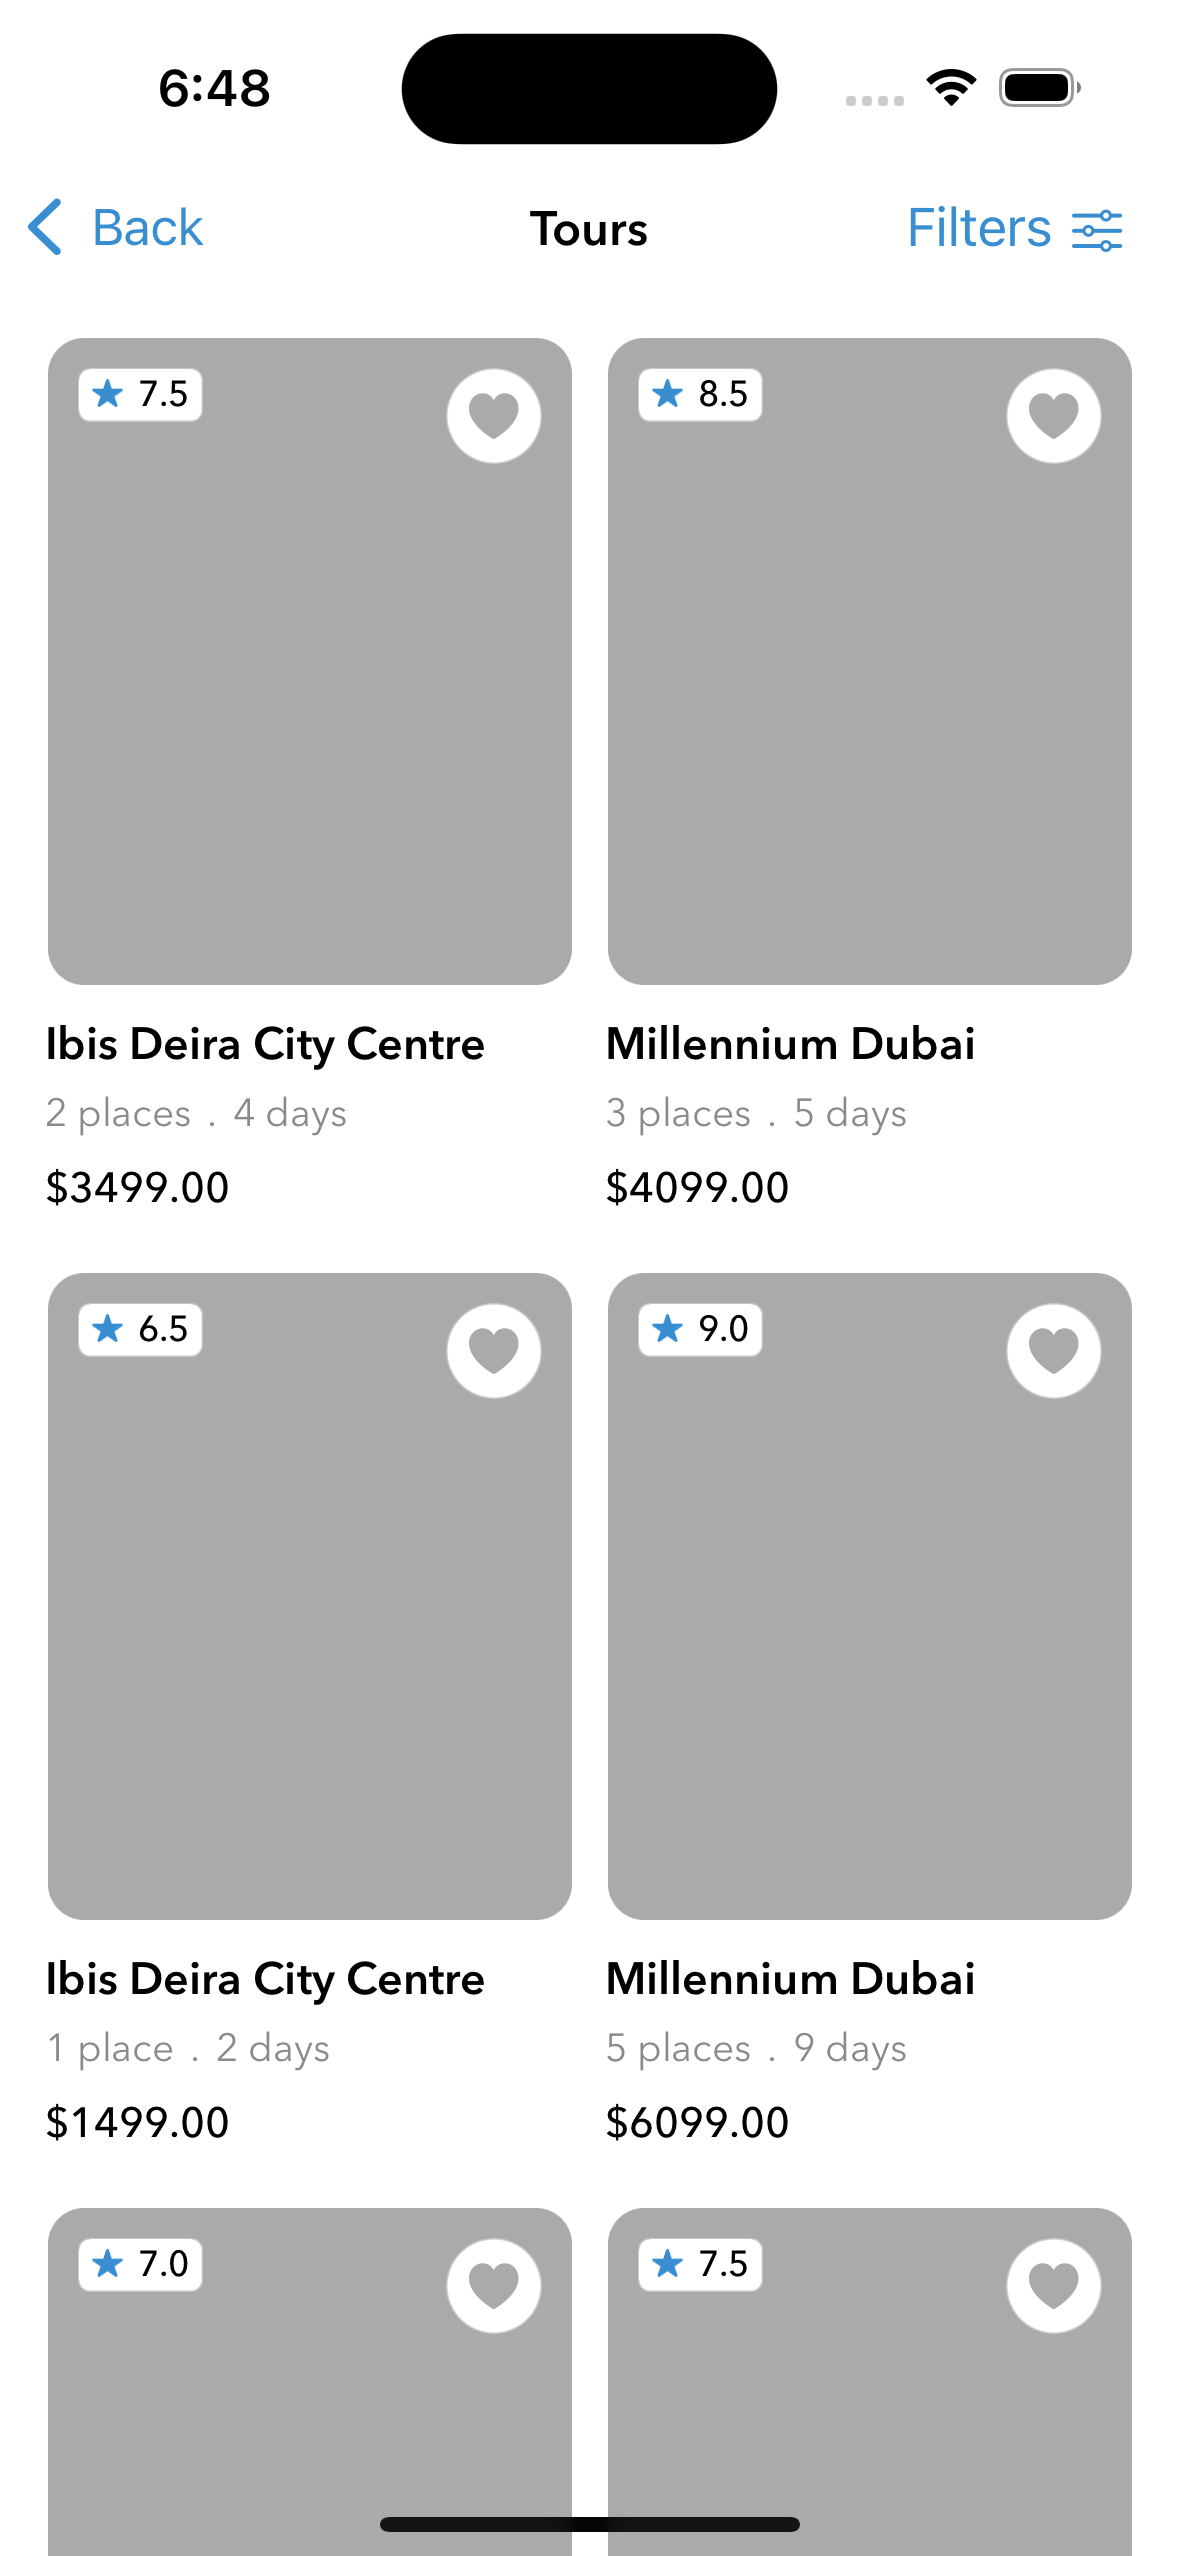 6:48
Back
Tours
Filters
7.5
8.5
Ibis Deira City Centre
2 places . 4 days
$3499.00
Millennium Dubai
3 places . 5 days
$4099.00
6.5
9.0
Ibis Deira City Centre
1 place . 2 days
$1499.00
Millennium Dubai
5 places . 9 days
$6099.00
7.0
7.5